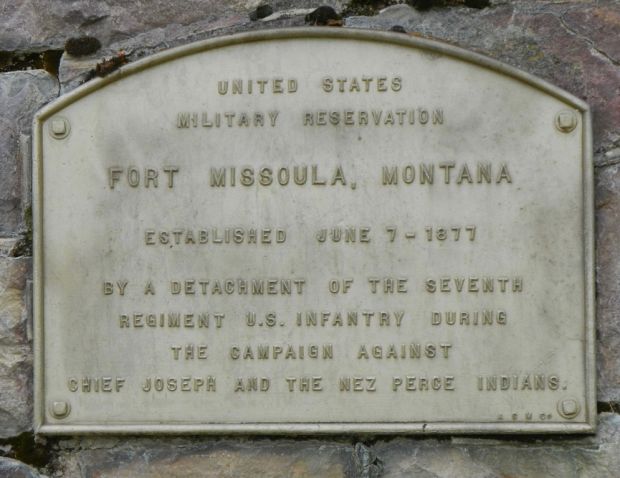 UNITED STATES
MILITARY RESERVATION
FORT MISSOULA, MONTANA
ESTABLISHED JUNE 7-1877
BY A DETACHMENT OF THE SEVENTH
REGIMENT U.S. INFANTRY DURING
THE CAMPAIGN AGAINST
CHIEF JOSEPH AND THE NEZ PERCE INDIANS.